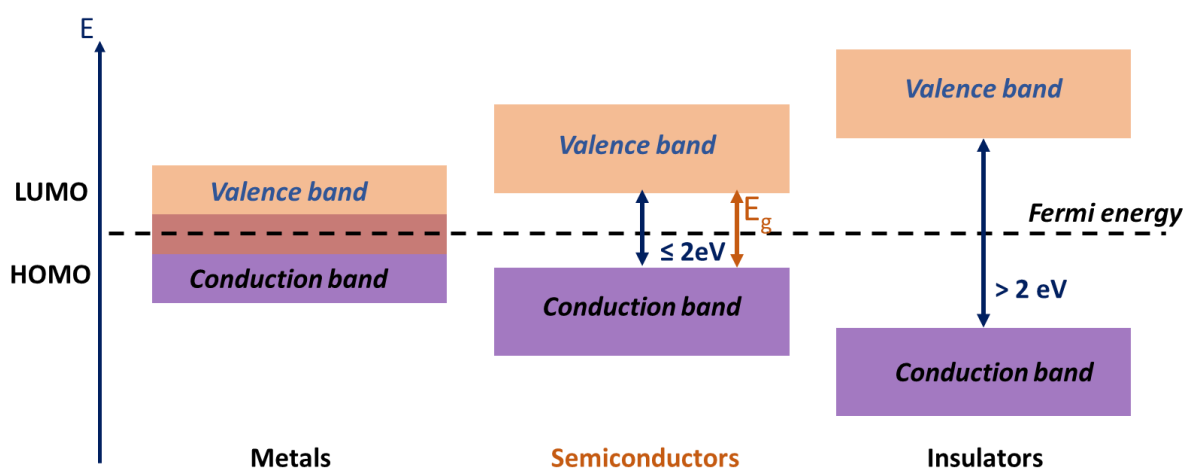 E
Valence band
Valence band
LUMO
Valence band
E_g
Fermi energy
≤ 2eV
HOMO
Conduction band
> 2 eV
Conduction band
Conduction band
Metals
Semiconductors
Insulators